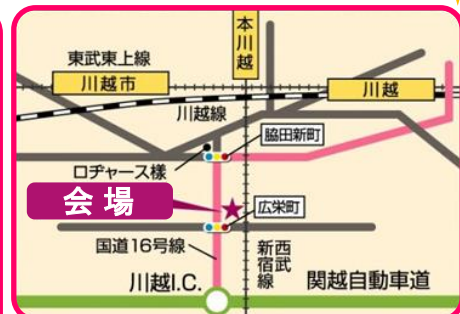 本川越
東武東上線
川越市
川越
川越線
脇田新町
ロヂャース様
会場
広栄町
国道16号線
西武
新宿線
川越I.C.
関越自動車道